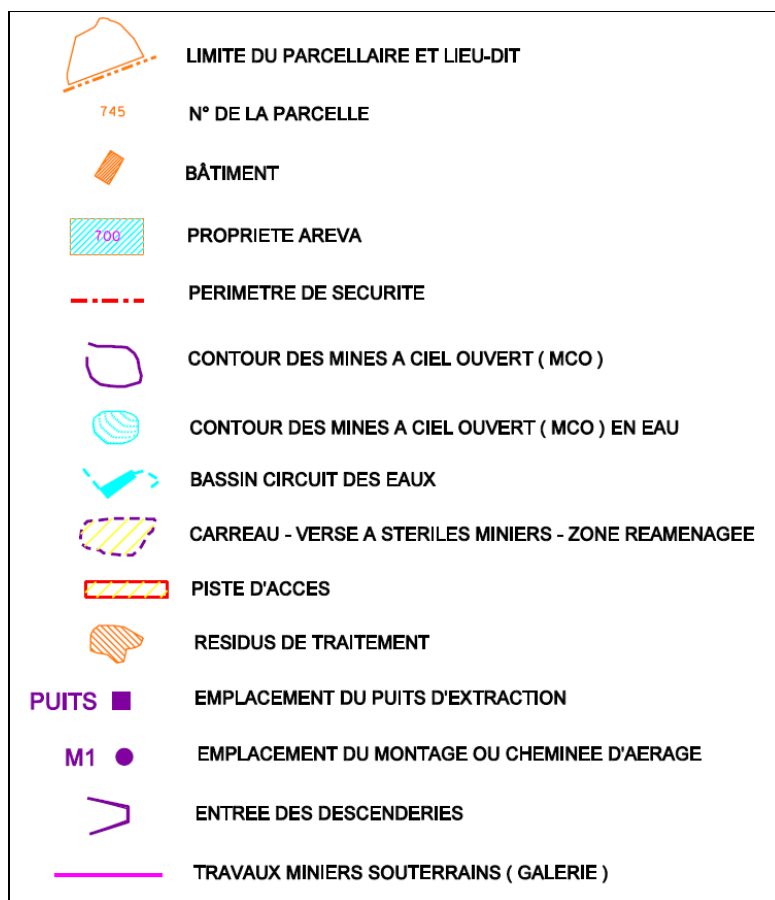 LIMITE DU PARCELLAIRE ET LIEU-DIT
745 N° DE LA PARCELLE
BÂTIMENT
700 PROPRIETE AREVA
PERIMETRE DE SECURITE
CONTOUR DES MINES A CIEL OUVERT ( MCO )
CONTOUR DES MINES A CIEL OUVERT ( MCO ) EN EAU
BASSIN CIRCUIT DES EAUX
CARREAU - VERSE A STERILES MINIERS - ZONE REAMENAGEE
PISTE D'ACCES
RESIDUS DE TRAITEMENT
PUITS EMPLACEMENT DU PUITS D'EXTRACTION
M1 EMPLACEMENT DU MONTAGE OU CHEMINEE D'AERAGE
ENTREE DES DESCENDERIES
TRAVAUX MINIERS SOUTERRAINS ( GALERIE )